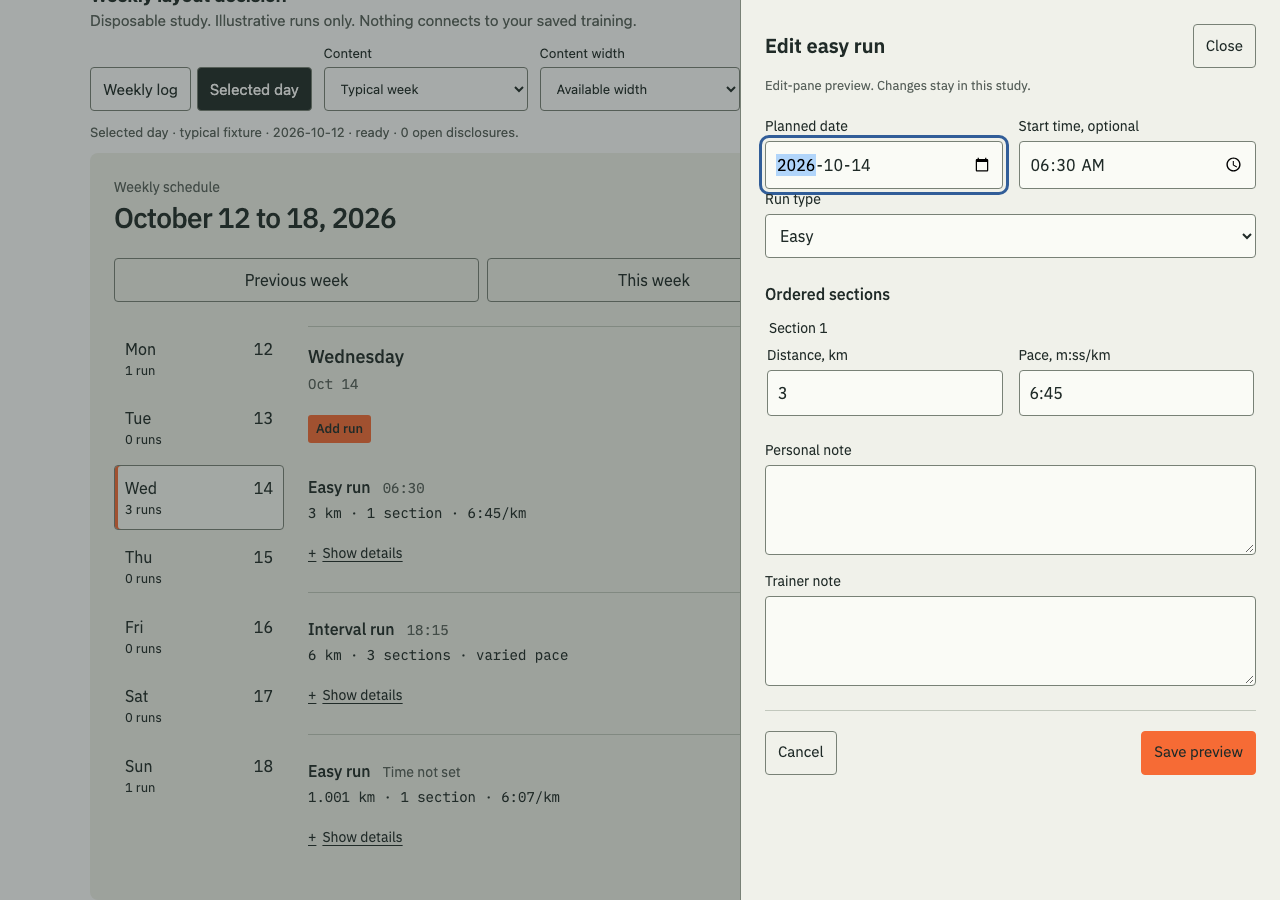 Weekly layout decision
Disposable study. Illustrative runs only. Nothing connects to your saved training.
Content
Content width
Weekly log
Selected day
Typical week
Available width
Selected day · typical fixture · 2026-10-12 · ready · 0 open disclosures.
Weekly schedule
October 12 to 18, 2026
Previous week
This week
Mon 12
1 run
Tue 13
0 runs
Wed 14
3 runs
Thu 15
0 runs
Fri 16
0 runs
Sat 17
0 runs
Sun 18
1 run
Wednesday
Oct 14
Add run
Easy run 06:30
3 km · 1 section · 6:45/km
+ Show details
Interval run 18:15
6 km · 3 sections · varied pace
+ Show details
Easy run Time not set
1.001 km · 1 section · 6:07/km
+ Show details
Edit easy run
Close
Edit-pane preview. Changes stay in this study.
Planned date
Start time, optional
2026-10-14
06:30 AM
Run type
Easy
Ordered sections
Section 1
Distance, km
Pace, m:ss/km
3
6:45
Personal note
Trainer note
Cancel
Save preview